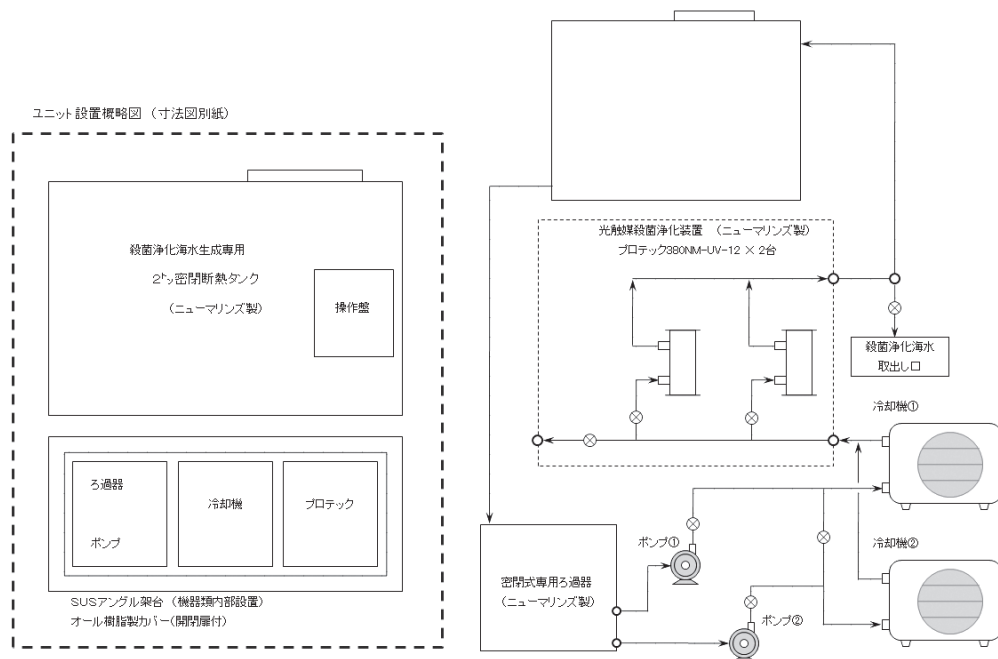 ユニット設置概略図 (寸法図別紙)
殺菌浄化海水生成専用
2㌧密閉断熱タンク
(ニューマリンズ製)
操作盤
ろ過器
ポンプ
冷却機
プロテック
SUSアングル架台 (機器類内部設置)
オール樹脂製カバー(開閉扉付)
光触媒殺菌浄化装置 (ニューマリンズ製)
プロテック380NM-UV-12 × 2台
殺菌浄化海水
取出し口
冷却機①
冷却機②
ポンプ①
密閉式専用ろ過器
(ニューマリンズ製)
ポンプ②